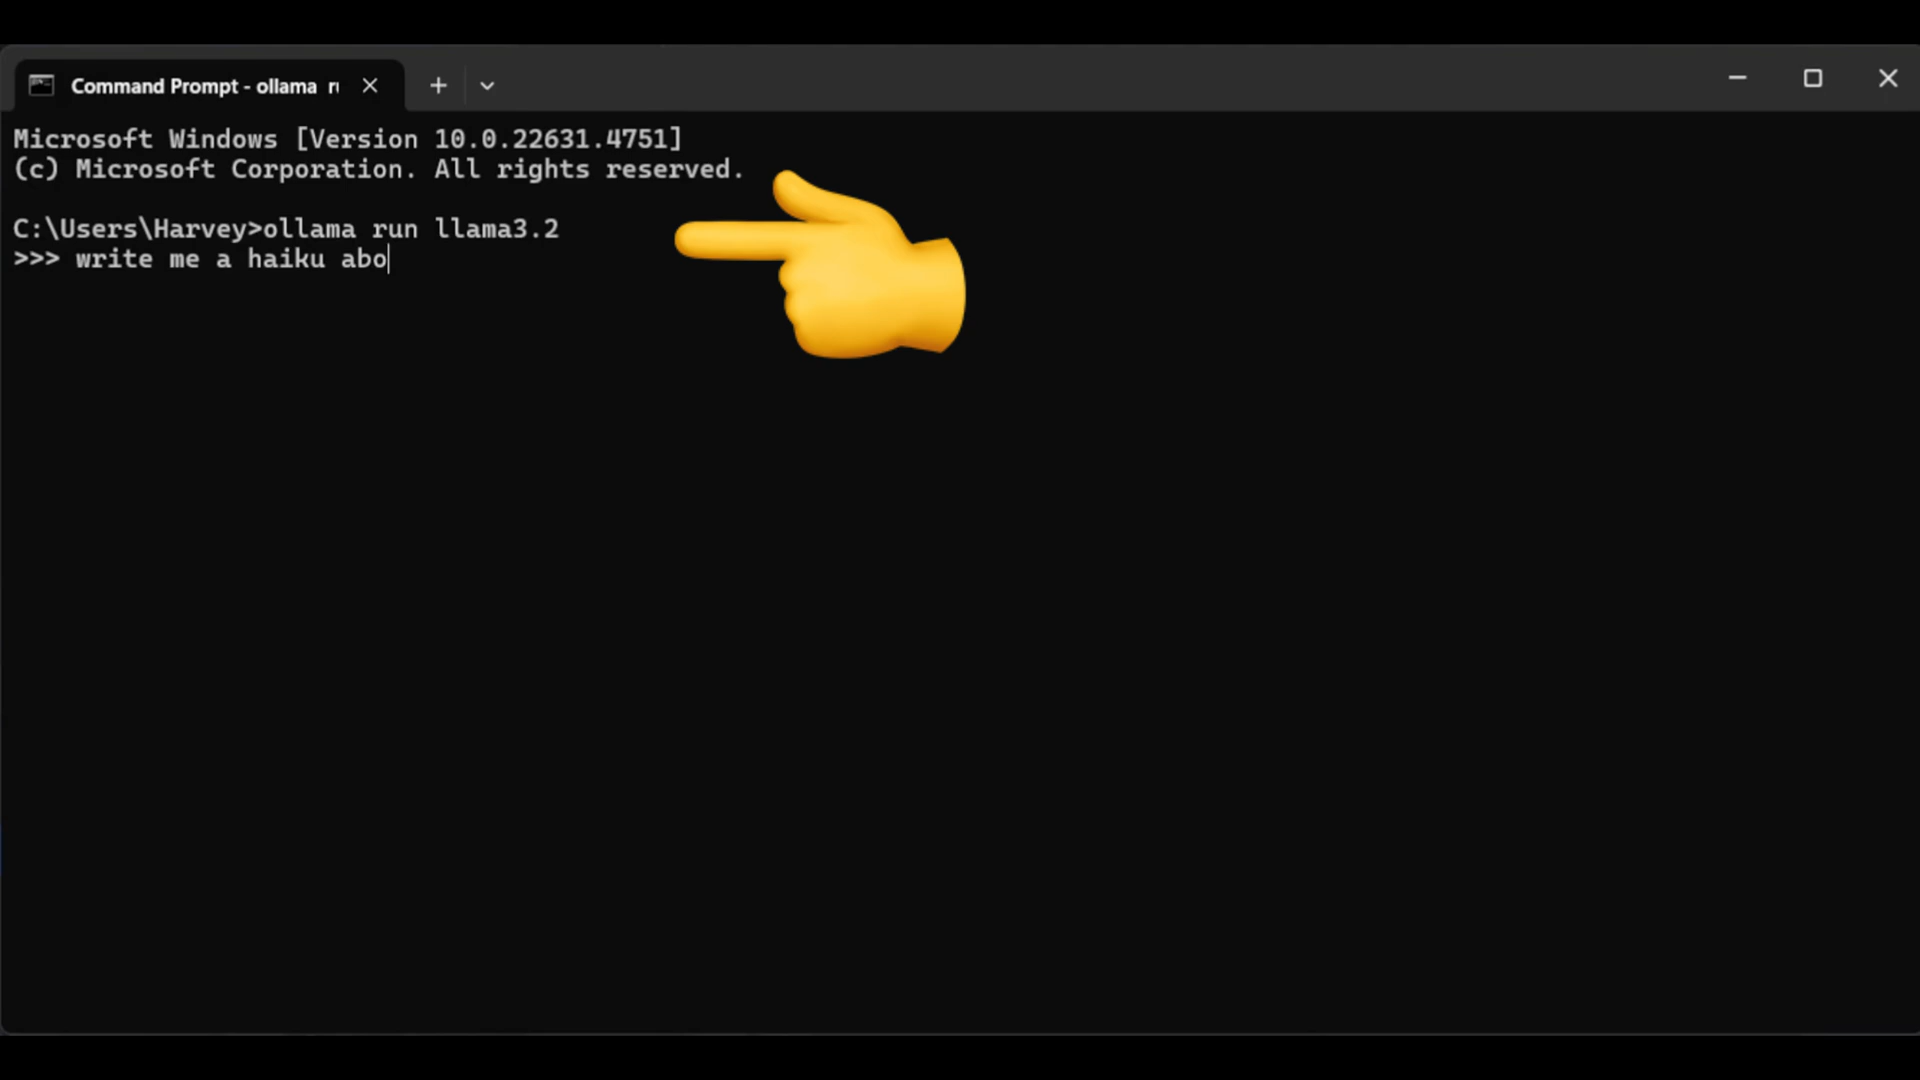 Command Prompt - ollama ru
Microsoft Windows [Version 10.0.22631.4751]
(c) Microsoft Corporation. All rights reserved.
C:\Users\Harvey>ollama run llama3.2
>>> write me a haiku abo